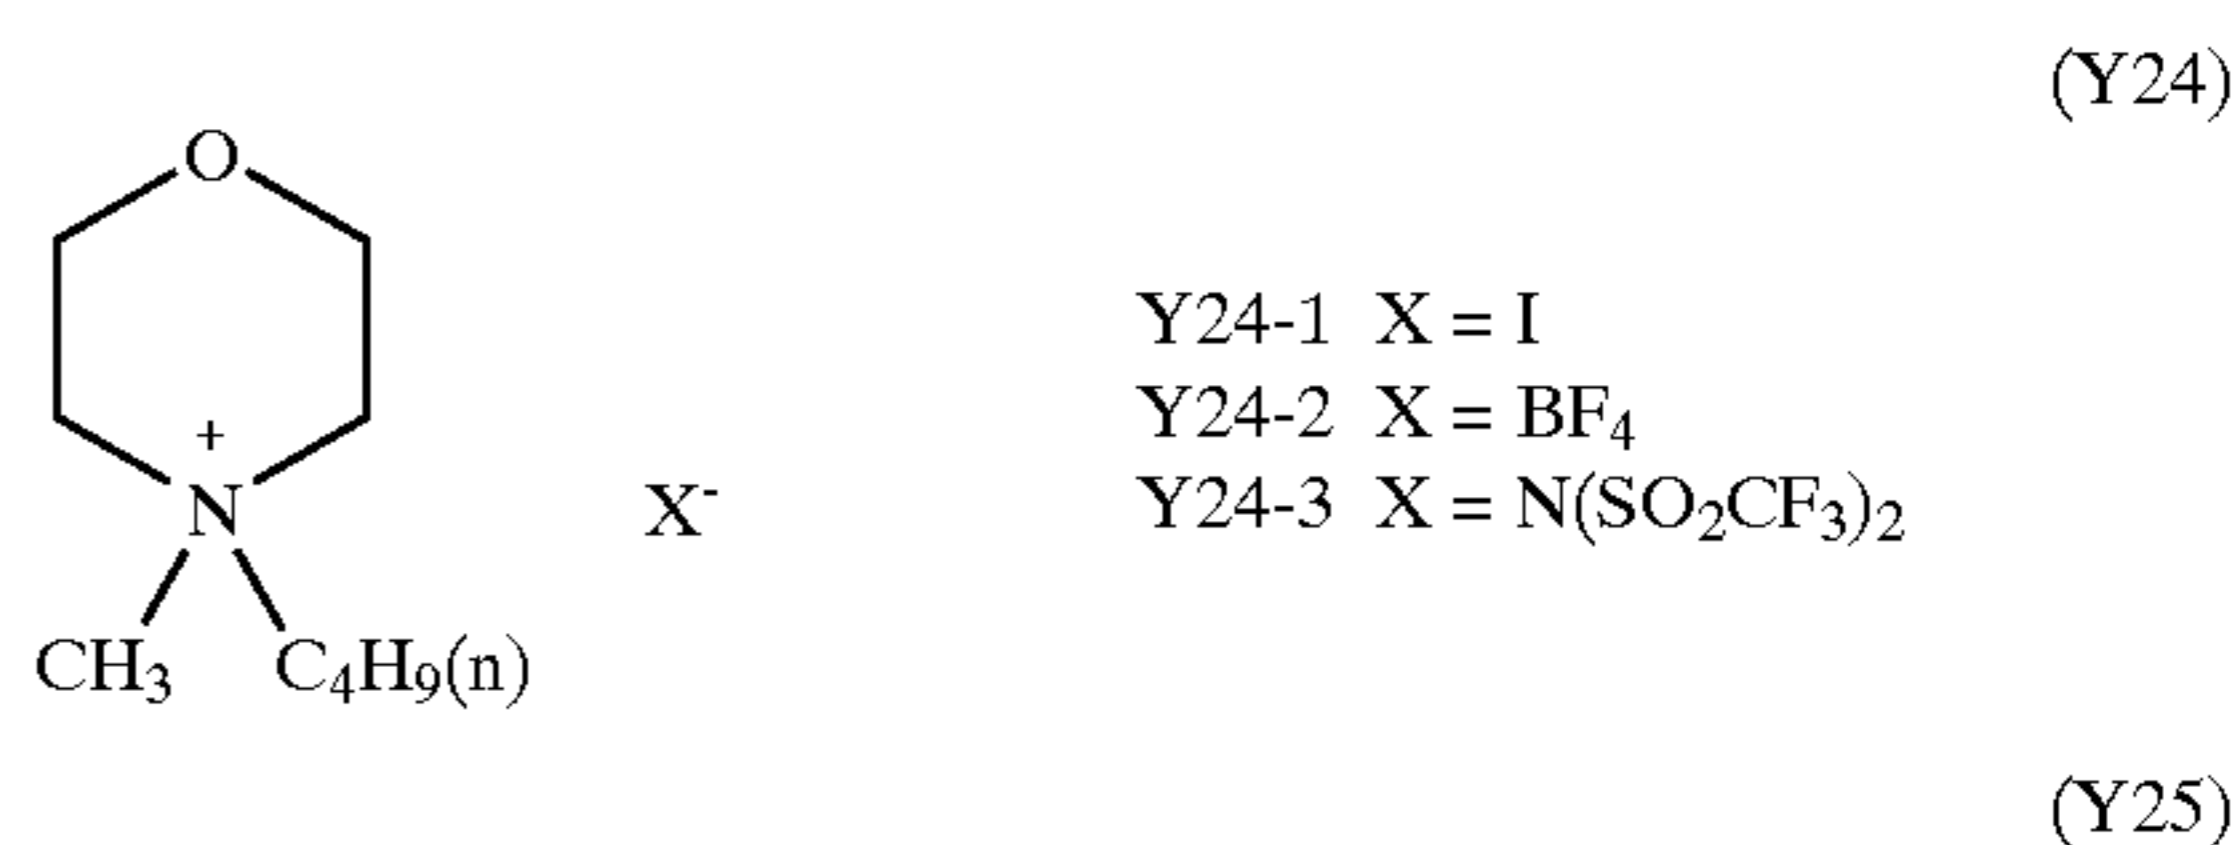 (Y24)
O
Y24-1 X = I
Y24-2 X = BF₄
+
N
X⁻
Y24-3 X = N(SO₂CF₃)₂
CH₃ C₄H₉(n)
(Y25)